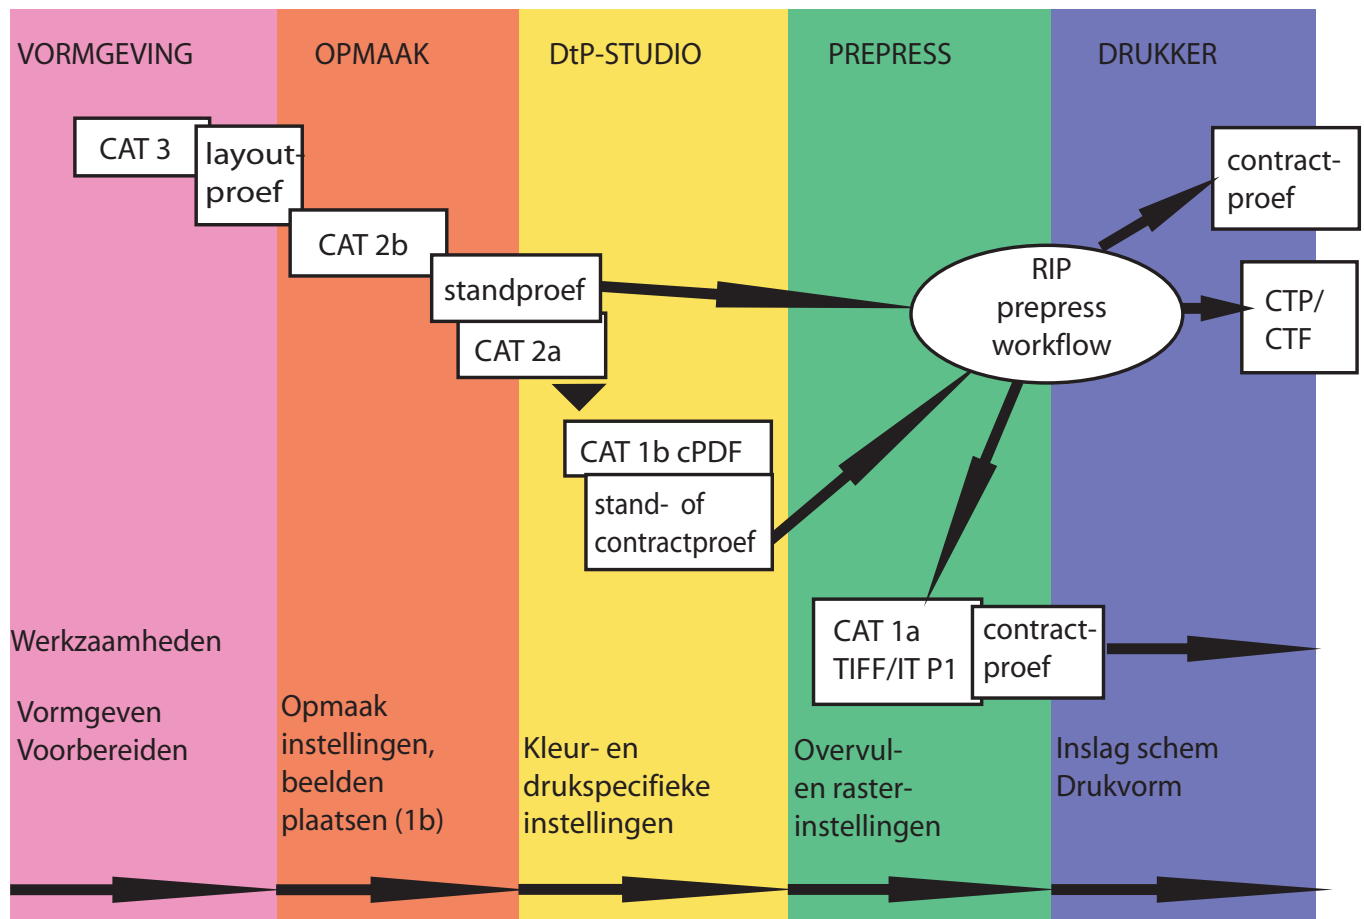 VORMGEVING
OPMAAK
DtP-STUDIO
PREPRESS
DRUKKER
CAT 3
layout-
proef
CAT 2b
standproef
CAT 2a
CAT 1b cPDF
stand- of
contractproef
RIP
prepress
workflow
contract-
proef
CTP/
CTF
CAT 1a
TIFF/IT P1
contract-
proef
Werkzaamheden
Vormgeven
Voorbereiden
Opmaak
instellingen,
beelden
plaatsen (1b)
Kleur- en
drukspecifieke
instellingen
Overvul-
en raster-
instellingen
Inslag schem
Drukvorm